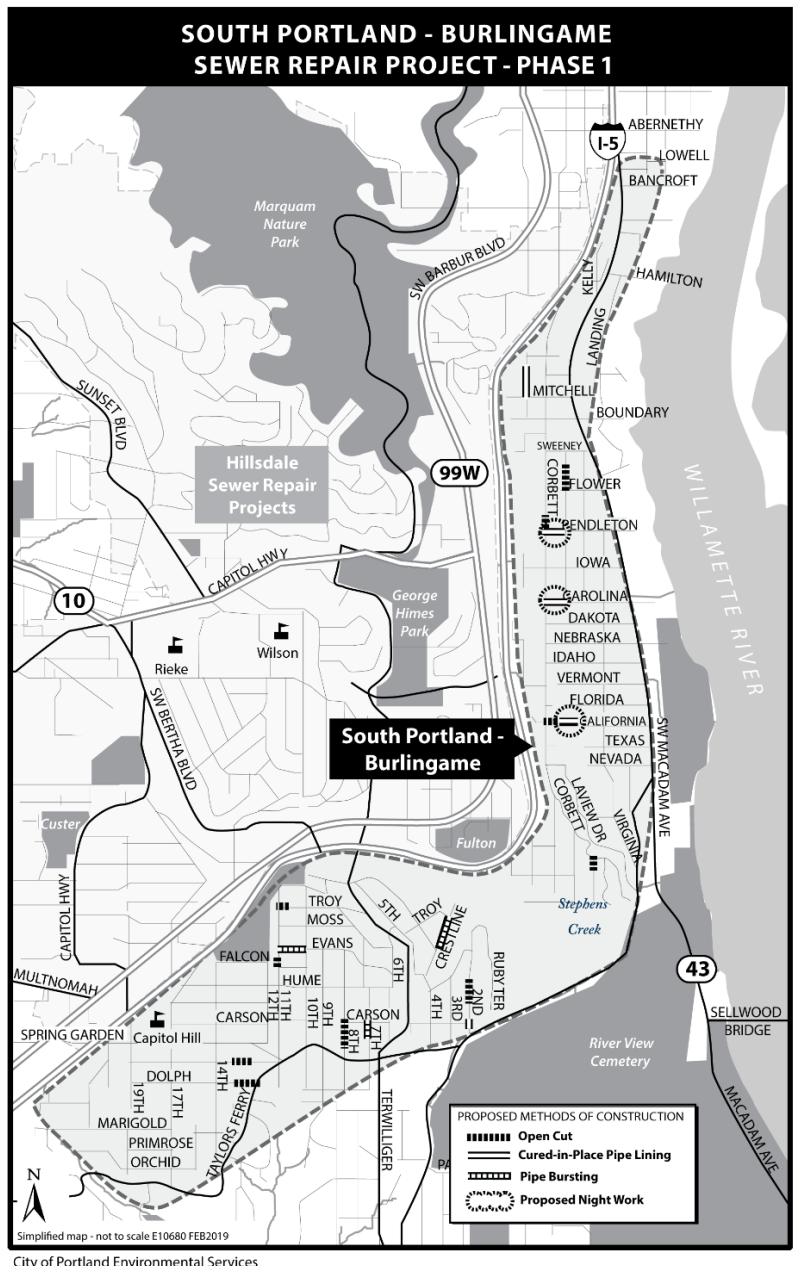 SOUTH PORTLAND - BURLINGAME
SEWER REPAIR PROJECT - PHASE 1
ABERNETHY
I-5
LOWELL
BANCROFT
Marquam
Nature
Park
SW BARBUR BLVD
KELLY
HAMILTON
LANDING
MITCHELL
SUNSET BLVD
BOUNDARY
SWEENEY
Hillsdale
Sewer Repair
Projects
99W
CORBETT
FLOWER
PENDLETON
WILLAMETTE RIVER
CAPITOL HWY
IOWA
10
George
Himes
Park
CAROLINA
DAKOTA
Rieke
Wilson
NEBRASKA
IDAHO
VERMONT
FLORIDA
SW BERTHA BLVD
South Portland -
Burlingame
CALIFORNIA
TEXAS
NEVADA
SW MACADAM AVE
LAVIEW DR
CORBETT
VIRGINIA
Custer
Fulton
CAPITOL HWY
Stephens
Creek
TROY
MOSS
5TH
TROY
CRESTLINE
EVANS
FALCON
6TH
RUBY TER
43
MULTNOMAH
HUME
12TH
11TH
10TH
9TH
4TH
3RD
2ND
CARSON
CARSON
8TH
7TH
SELLWOOD
BRIDGE
SPRING GARDEN
Capitol Hill
River View
Cemetery
DOLPH
14TH
19TH
17TH
TAYLORS FERRY
TERWILLIGER
MACADAM AVE
MARIGOLD
PRIMROSE
ORCHID
PROPOSED METHODS OF CONSTRUCTION
Open Cut
Cured-in-Place Pipe Lining
Pipe Bursting
Proposed Night Work
PA
N
Simplified map - not to scale E10680 FEB2019
City of Portland Environmental Services